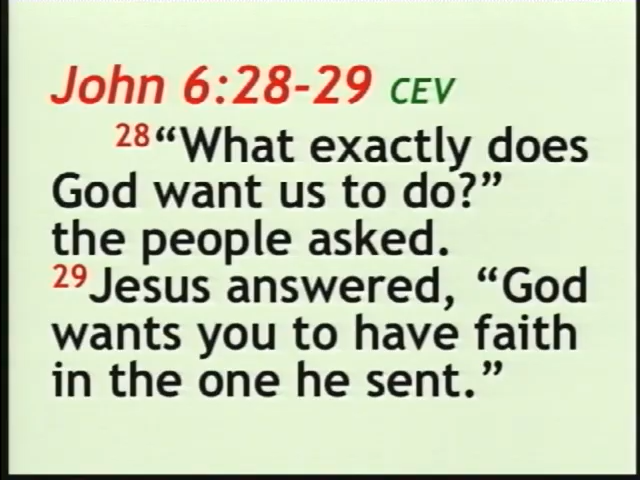 John 6:28-29 CEV
28“What exactly does
God want us to do?”
the people asked.
29Jesus answered, “God
wants you to have faith
in the one he sent.”